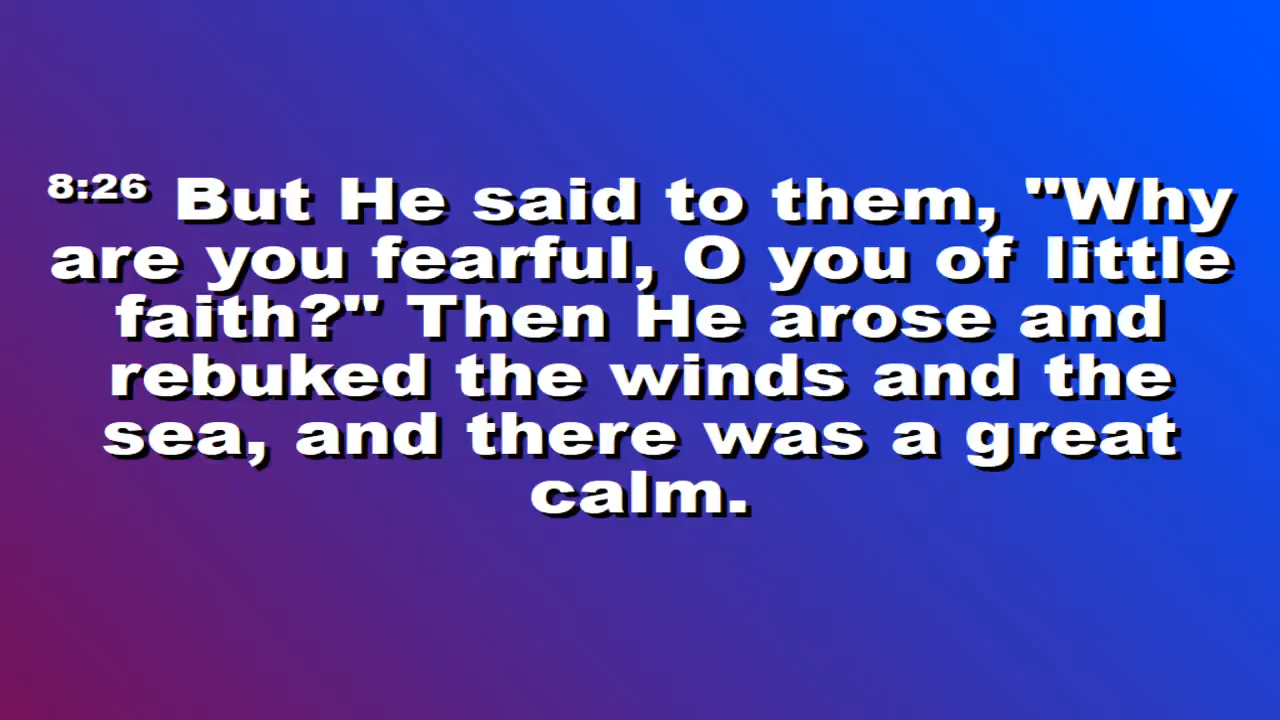 8:26 But He said to them, "Why
are you fearful, O you of little
faith?" Then He arose and
rebuked the winds and the
sea, and there was a great
calm.